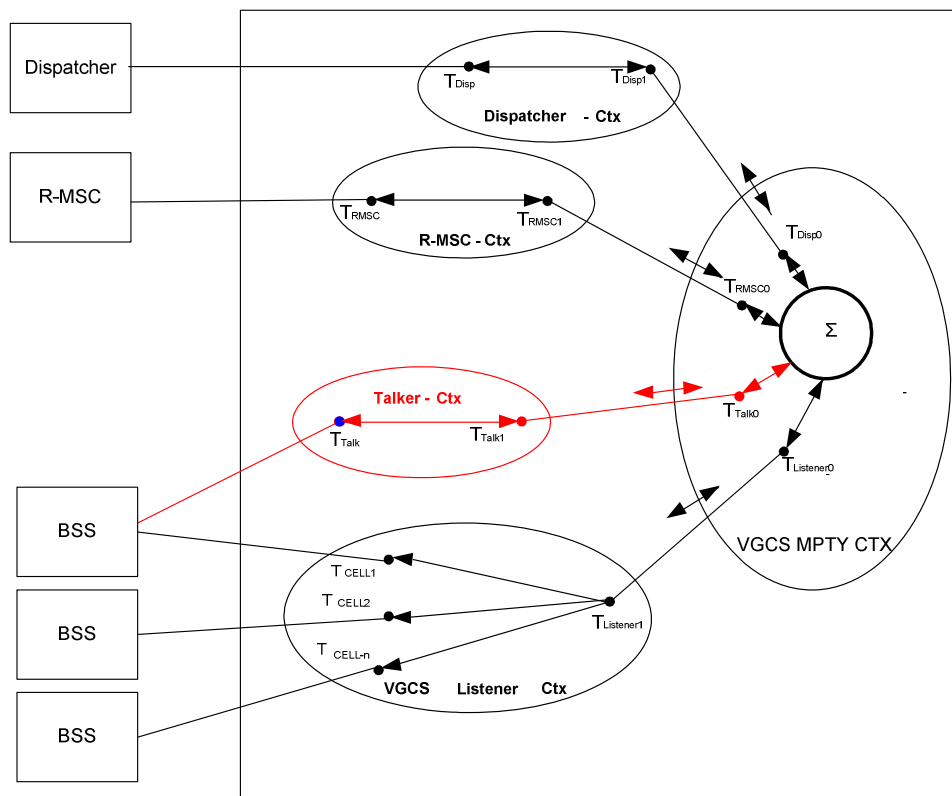 Dispatcher
TDisp
TDisp1
Dispatcher - Ctx
R-MSC
TRMSC
TRMSC1
R-MSC - Ctx
TDisp0
TRMSC0
Σ
Talker - Ctx
TTalk
TTalk1
TTalk0
-
TListener_0
BSS
VGCS MPTY CTX
T CELL1
T CELL2
BSS
TListener1
T CELL-n
VGCS Listener Ctx
BSS